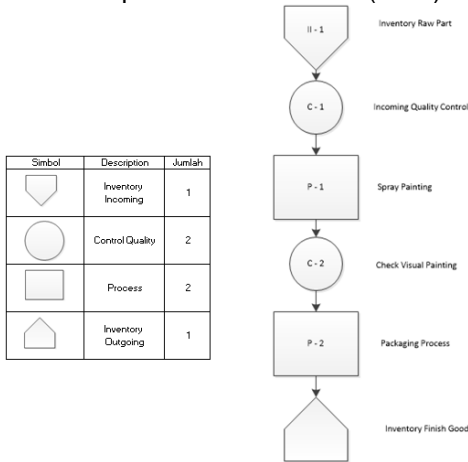 Simbol Description Jumlah
Inventory
Incoming
1
Control Quality 2
Process 2
Inventory
Outgoing
1
II - 1 Inventory Raw Part
C - 1 Incoming Quality Control
P - 1 Spray Painting
C - 2 Check Visual Painting
P - 2 Packaging Process
Inventory Finish Good